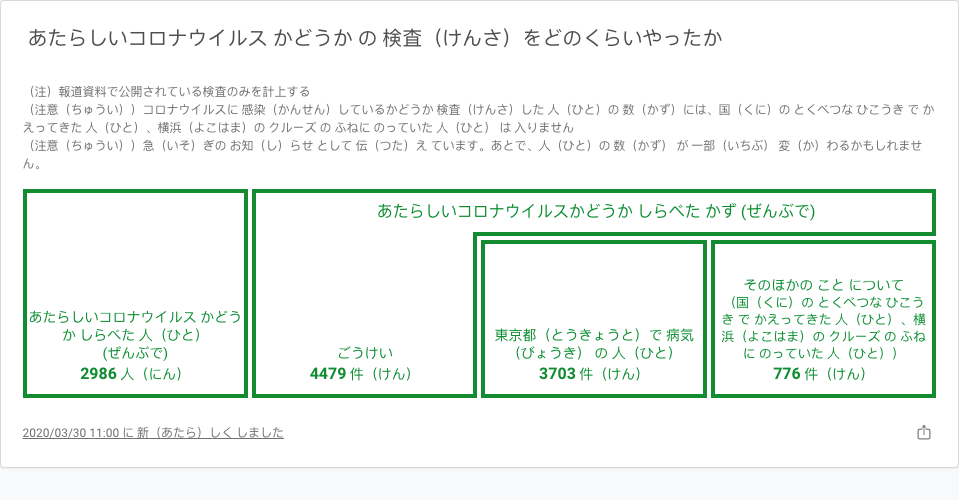 あたらしいコロナウイルス かどうか の 検査（けんさ）をどのくらいやったか
（注）報道資料で公開されている検査のみを計上する
（注意（ちゅうい））コロナウイルスに 感染（かんせん）しているかどうか 検査（けんさ）した 人（ひと）の 数（かず）には、国（くに）の とくべつな ひこうき で か
えってきた 人（ひと）、横浜（よこはま）の クルーズ の ふねに のっていた 人（ひと） は 入りません
（注意（ちゅうい））急（いそ）ぎの お知（し）らせ として 伝（つた）え ています。あとで、人（ひと）の 数（かず） が 一部（いちぶ） 変（か）わるかもしれませ
ん。
あたらしいコロナウイルス かどう
か しらべた 人（ひと）
(ぜんぶで)
2986 人（にん）
あたらしいコロナウイルスかどうか しらべた かず (ぜんぶで)
ごうけい
4479 件（けん）
東京都（とうきょうと）で 病気
（びょうき） の 人（ひと）
3703 件（けん）
そのほかの こと について
（国（くに）の とくべつな ひこう
き で かえってきた 人（ひと）、横
浜（よこはま）の クルーズ の ふね
に のっていた 人（ひと））
776 件（けん）
2020/03/30 11:00 に 新（あたら）しく しました